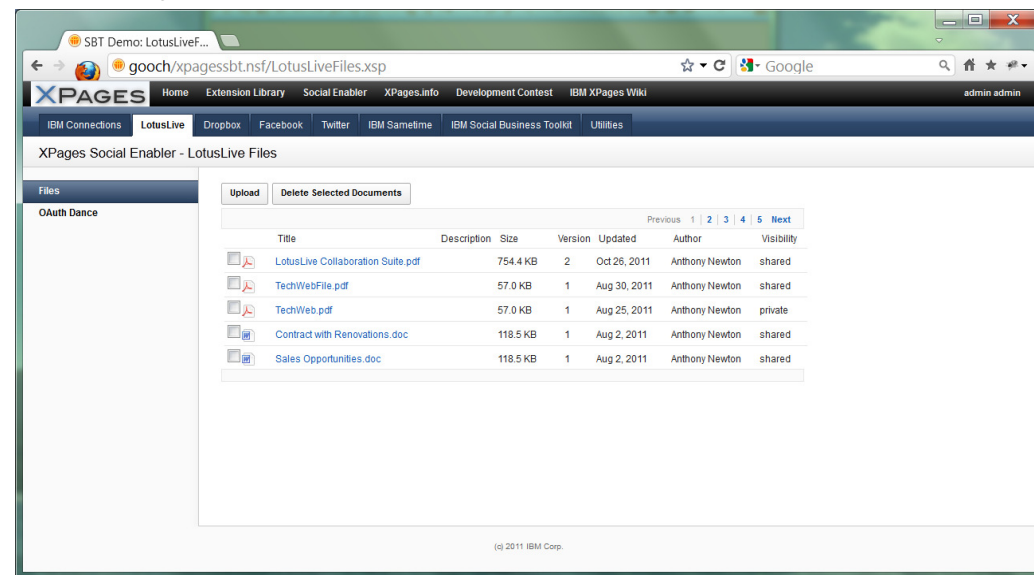 SBT Demo: LotusLiveF...
gooch/xpagessbt.nsf/LotusLiveFiles.xsp Google
XPAGES Home Extension Library Social Enabler XPages.info Development Contest IBM XPages Wiki admin admin
IBM Connections LotusLive Dropbox Facebook Twitter IBM Sametime IBM Social Business Toolkit Utilities
XPages Social Enabler - LotusLive Files
Files
OAuth Dance
Upload Delete Selected Documents
Previous 1 | 2 | 3 | 4 | 5 Next
Title Description Size Version Updated Author Visibility
LotusLive Collaboration Suite.pdf 754.4 KB 2 Oct 26, 2011 Anthony Newton shared
TechWebFile.pdf 57.0 KB 1 Aug 30, 2011 Anthony Newton shared
TechWeb.pdf 57.0 KB 1 Aug 25, 2011 Anthony Newton private
Contract with Renovations.doc 118.5 KB 1 Aug 2, 2011 Anthony Newton shared
Sales Opportunities.doc 118.5 KB 1 Aug 2, 2011 Anthony Newton shared
(c) 2011 IBM Corp.